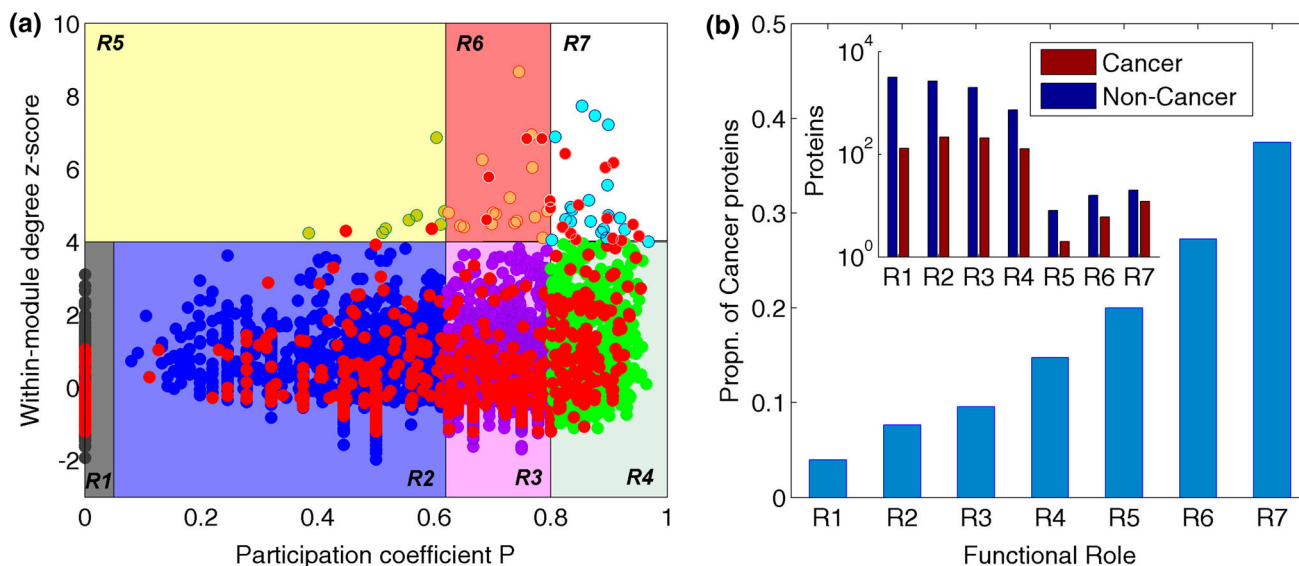 (a)
10
8
6
4
2
0
-2
Within-module degree z-score
R5
R6
R7
R1
R2
R3
R4
0
0.2
0.4
0.6
0.8
1
Participation coefficient P
(b)
0.5
0.4
0.3
0.2
0.1
0
Propn. of Cancer proteins
10^4
10^2
10^0
Proteins
Cancer
Non-Cancer
R1 R2 R3 R4 R5 R6 R7
R1 R2 R3 R4 R5 R6 R7
Functional Role